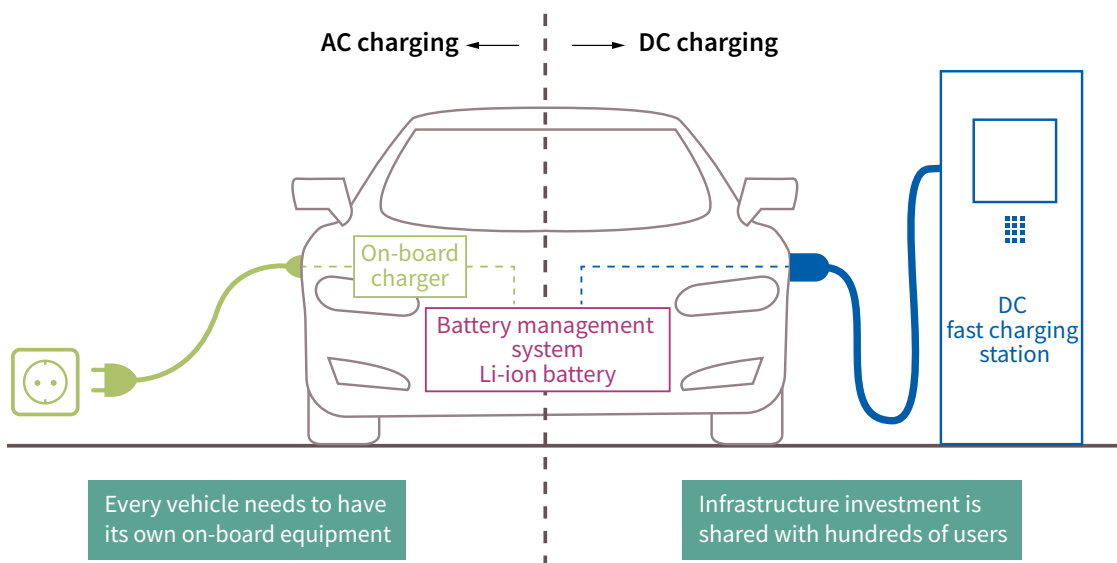 AC charging
DC charging
On-board
charger
Battery management
system
Li-ion battery
DC
fast charging
station
Every vehicle needs to have
its own on-board equipment
Infrastructure investment is
shared with hundreds of users